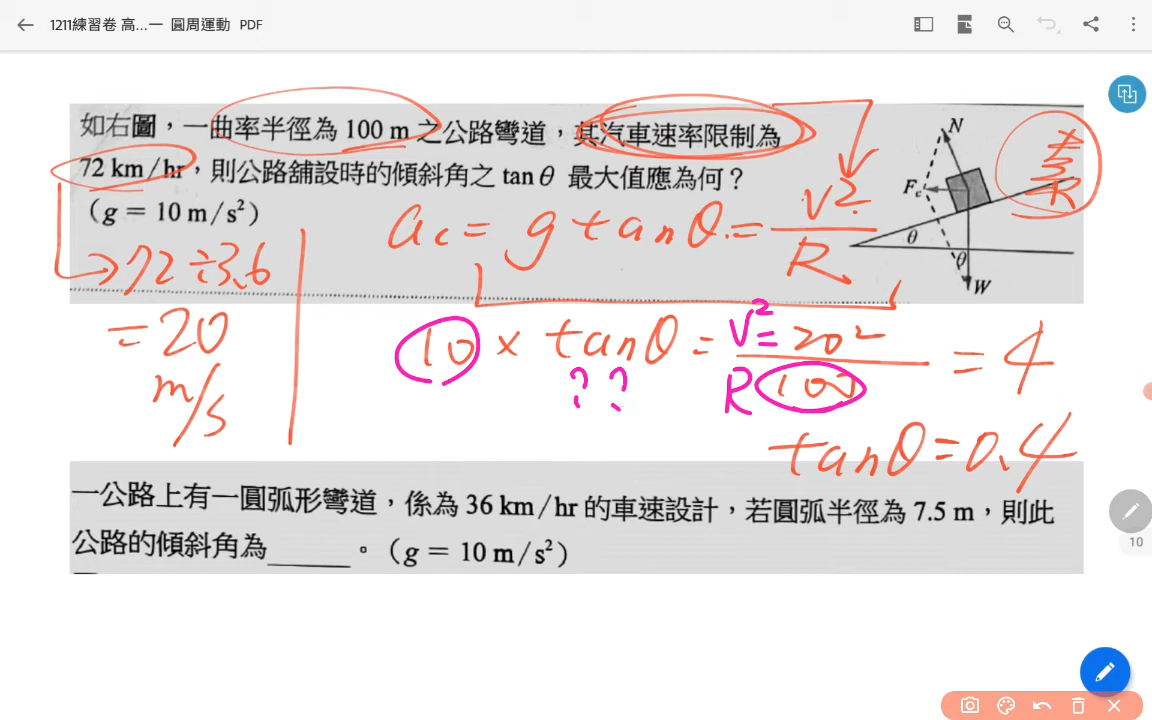 1211練習卷 高...一 圓周運動 PDF
如右圖，一曲率半徑為 100 m 之公路彎道，其汽車速率限制為
72 km/hr，則公路舖設時的傾斜角之 tanθ 最大值應為何？
(g = 10 m/s²)
N
Fc
θ
θ
W
R
ac = g tanθ = v²/R
72÷3.6
=20
m/s
10 × tanθ = 20²/100 = 4
V²=
R
? ?
tanθ=0.4
一公路上有一圓弧形彎道，係為 36 km/hr 的車速設計，若圓弧半徑為 7.5 m，則此
公路的傾斜角為____。(g = 10 m/s²)
10